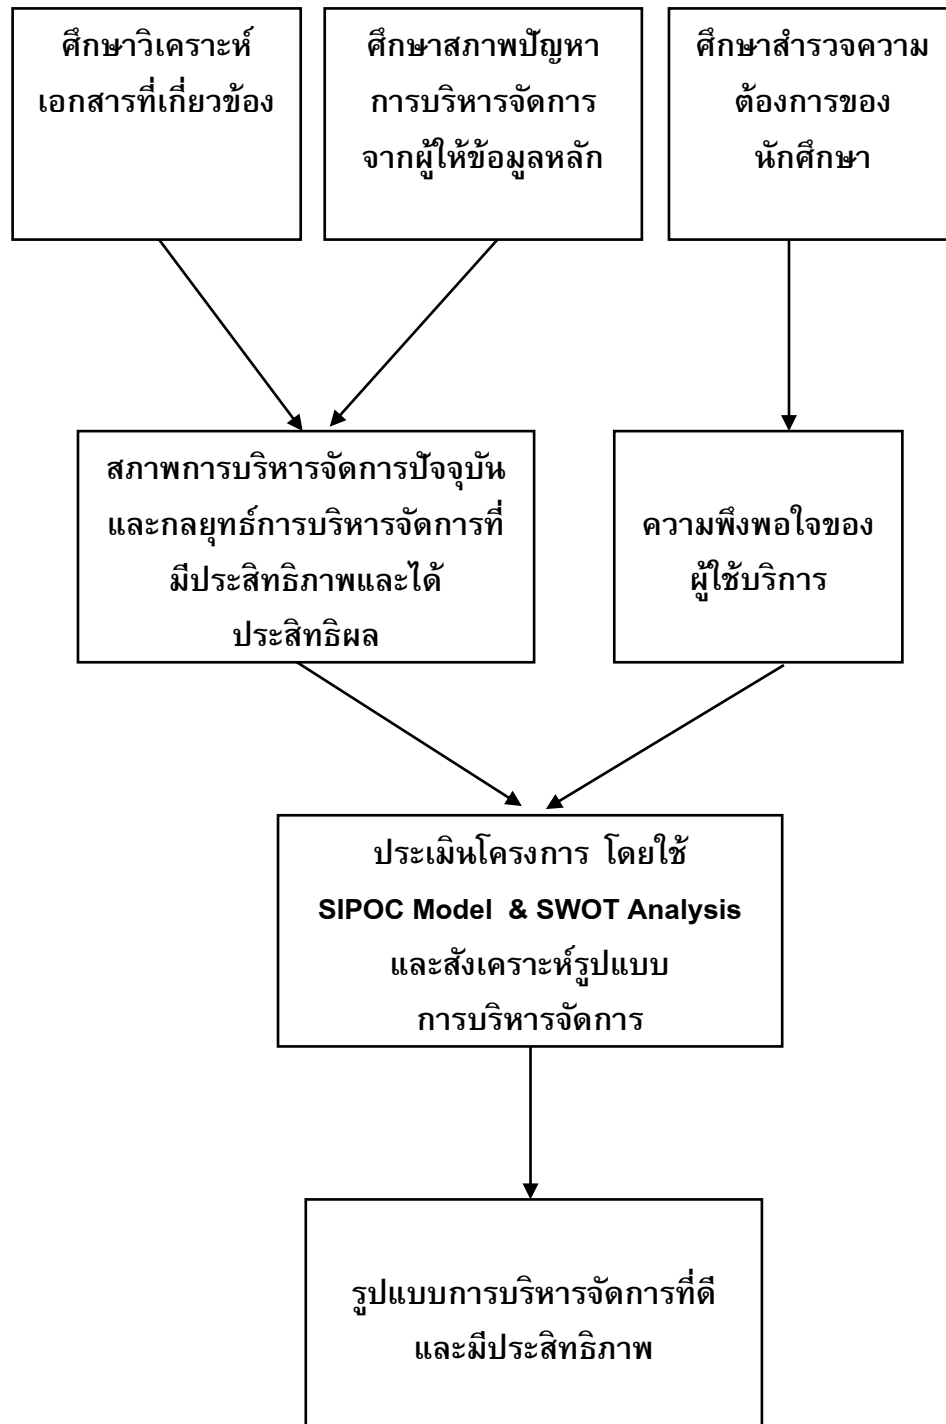 ศึกษาวิเคราะห์
เอกสารที่เกี่ยวข้อง
ศึกษาสภาพปัญหา
การบริหารจัดการ
จากผู้ให้ข้อมูลหลัก
ศึกษาสำรวจความ
ต้องการของ
นักศึกษา
สภาพการบริหารจัดการปัจจุบัน
และกลยุทธ์การบริหารจัดการที่
มีประสิทธิภาพและได้
ประสิทธิผล
ความพึงพอใจของ
ผู้ใช้บริการ
ประเมินโครงการ โดยใช้
SIPOC Model & SWOT Analysis
และสังเคราะห์รูปแบบ
การบริหารจัดการ
รูปแบบการบริหารจัดการที่ดี
และมีประสิทธิภาพ